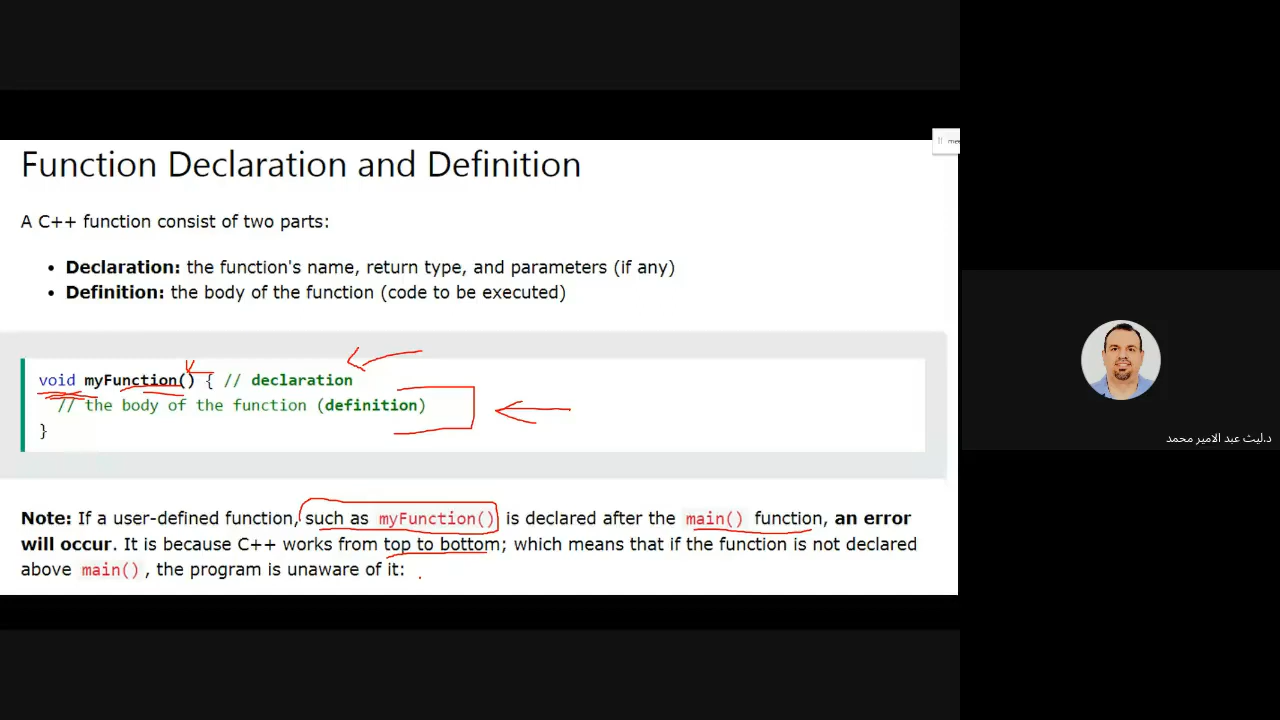 Function Declaration and Definition
mee
A C++ function consist of two parts:
• Declaration: the function's name, return type, and parameters (if any)
• Definition: the body of the function (code to be executed)
void myFunction() { // declaration
// the body of the function (definition)
}
د.ليث عبد الامير محمد
Note: If a user-defined function, such as myFunction() is declared after the main() function, an error
will occur. It is because C++ works from top to bottom; which means that if the function is not declared
above main(), the program is unaware of it: